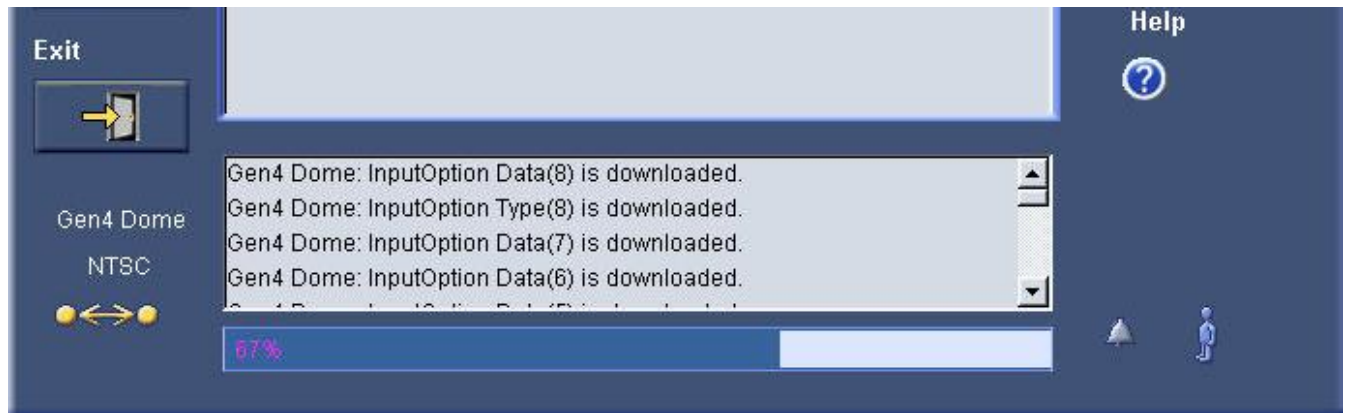 Exit
Help
Gen4 Dome: InputOption Data(8) is downloaded.
Gen4 Dome: InputOption Type(8) is downloaded.
Gen4 Dome: InputOption Data(7) is downloaded.
Gen4 Dome: InputOption Data(6) is downloaded.
Gen4 Dome
NTSC
67%